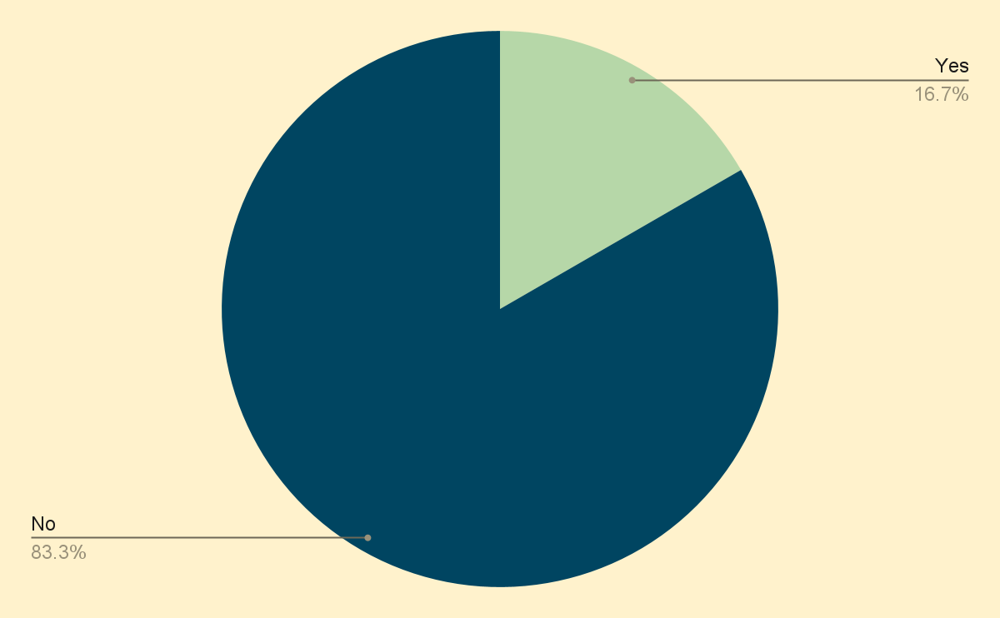 Yes
16.7%
No
83.3%